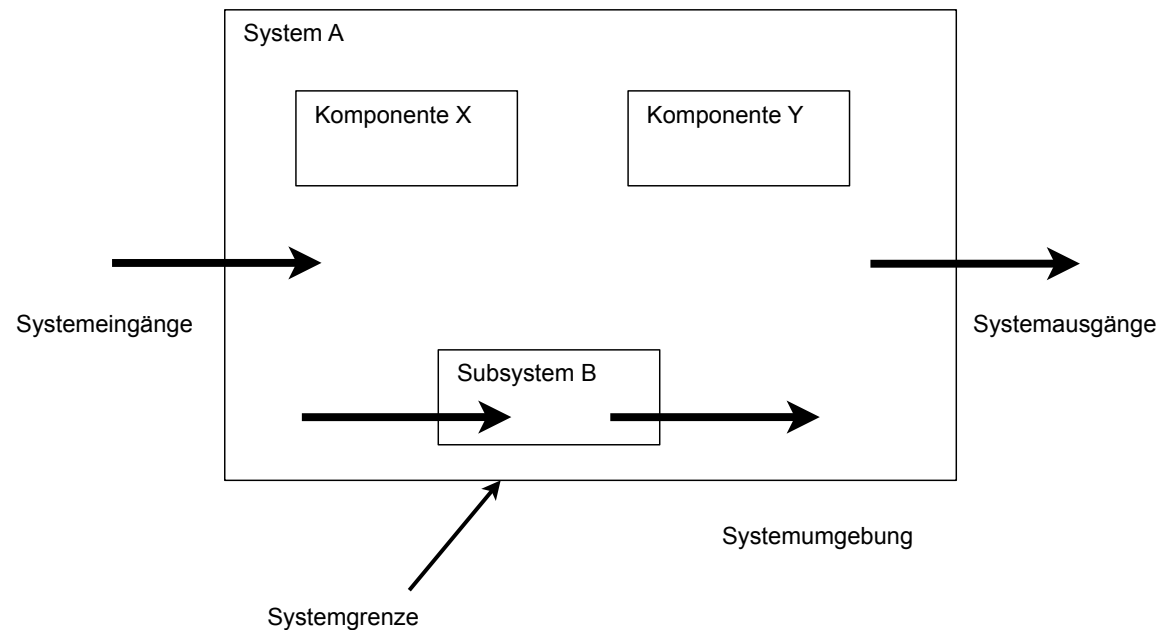 System A
Komponente X
Komponente Y
Systemeingänge
Systemausgänge
Subsystem B
Systemumgebung
Systemgrenze